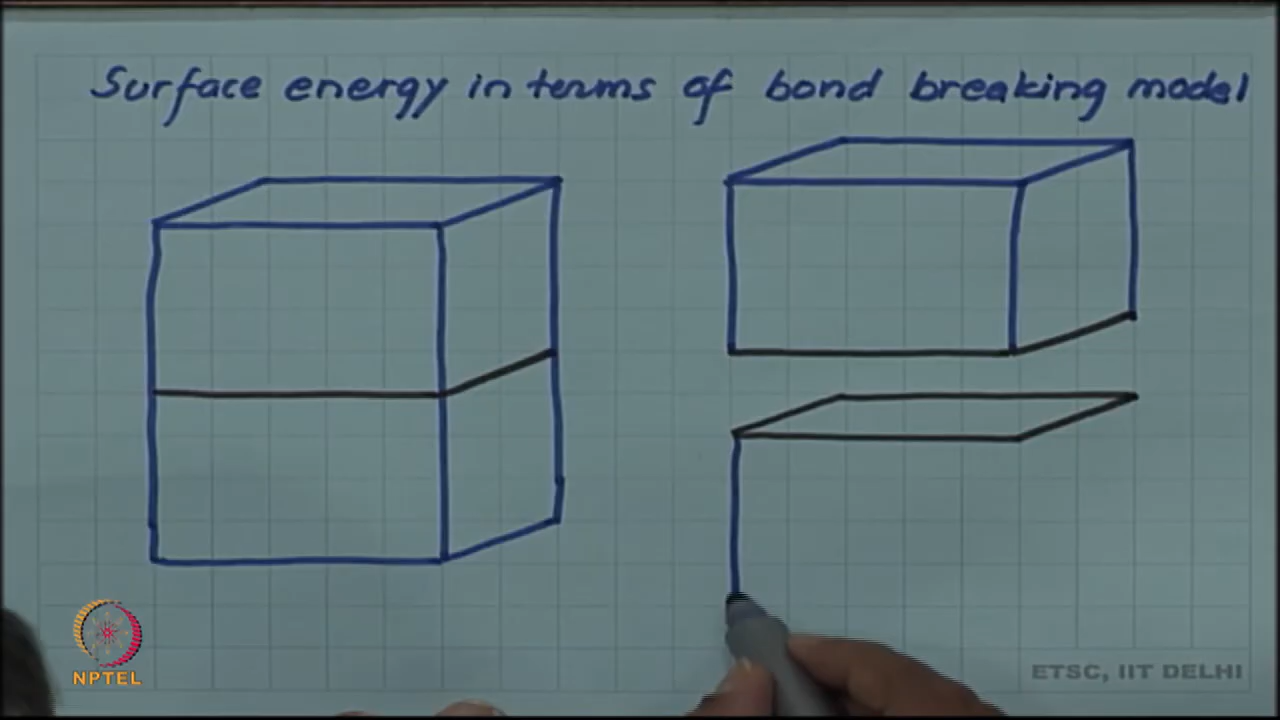 Surface energy in terms of bond breaking model
NPTEL
ETSC, IIT DELHI